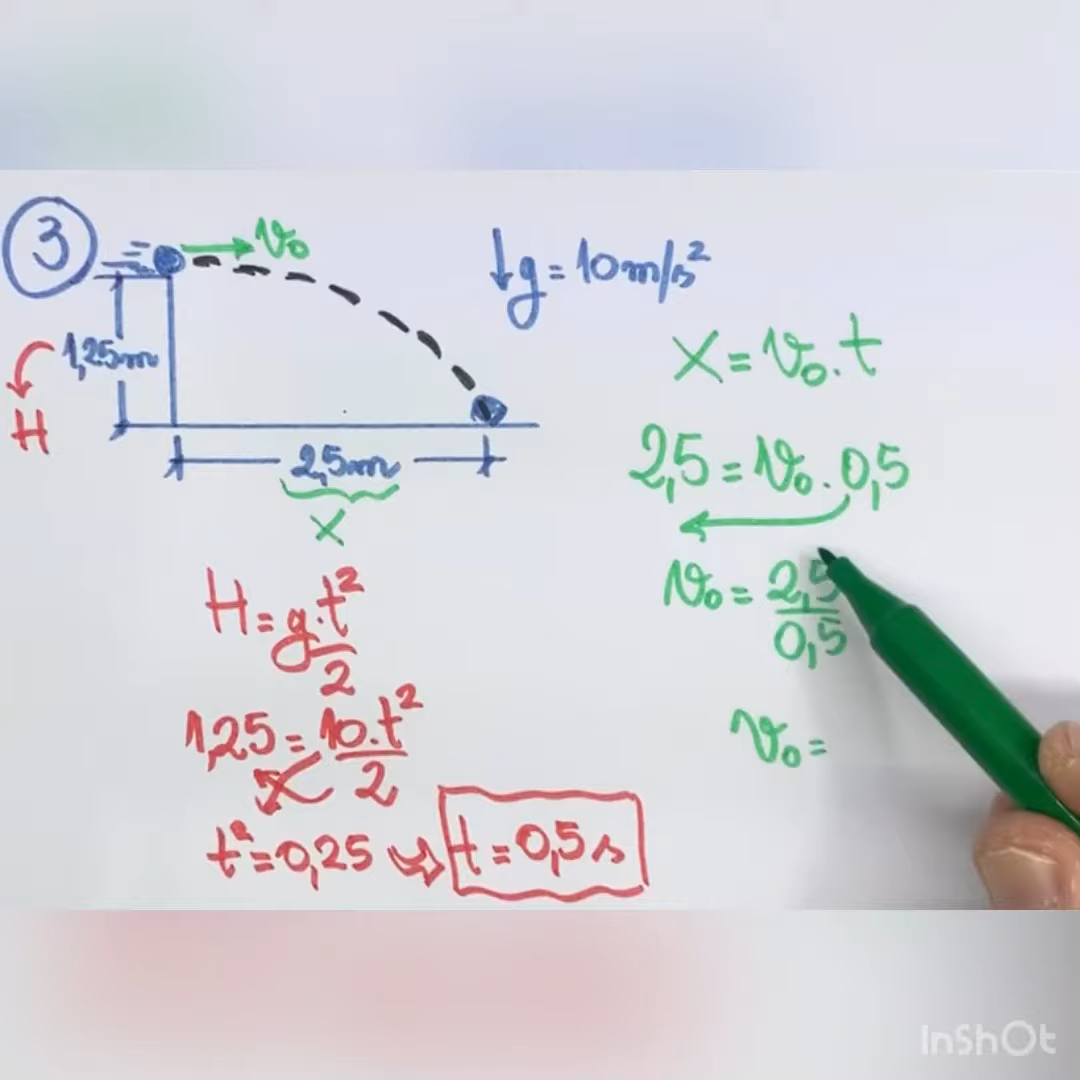 3
v₀
↓g = 10 m/s²
1,25m
H
2,5m
X
H = g.t²/2
1,25 = 10.t²/2
t² = 0,25 → t = 0,5 s
X = v₀.t
2,5 = v₀.0,5
v₀ = 2,5/0,5
v₀ =
InShOt